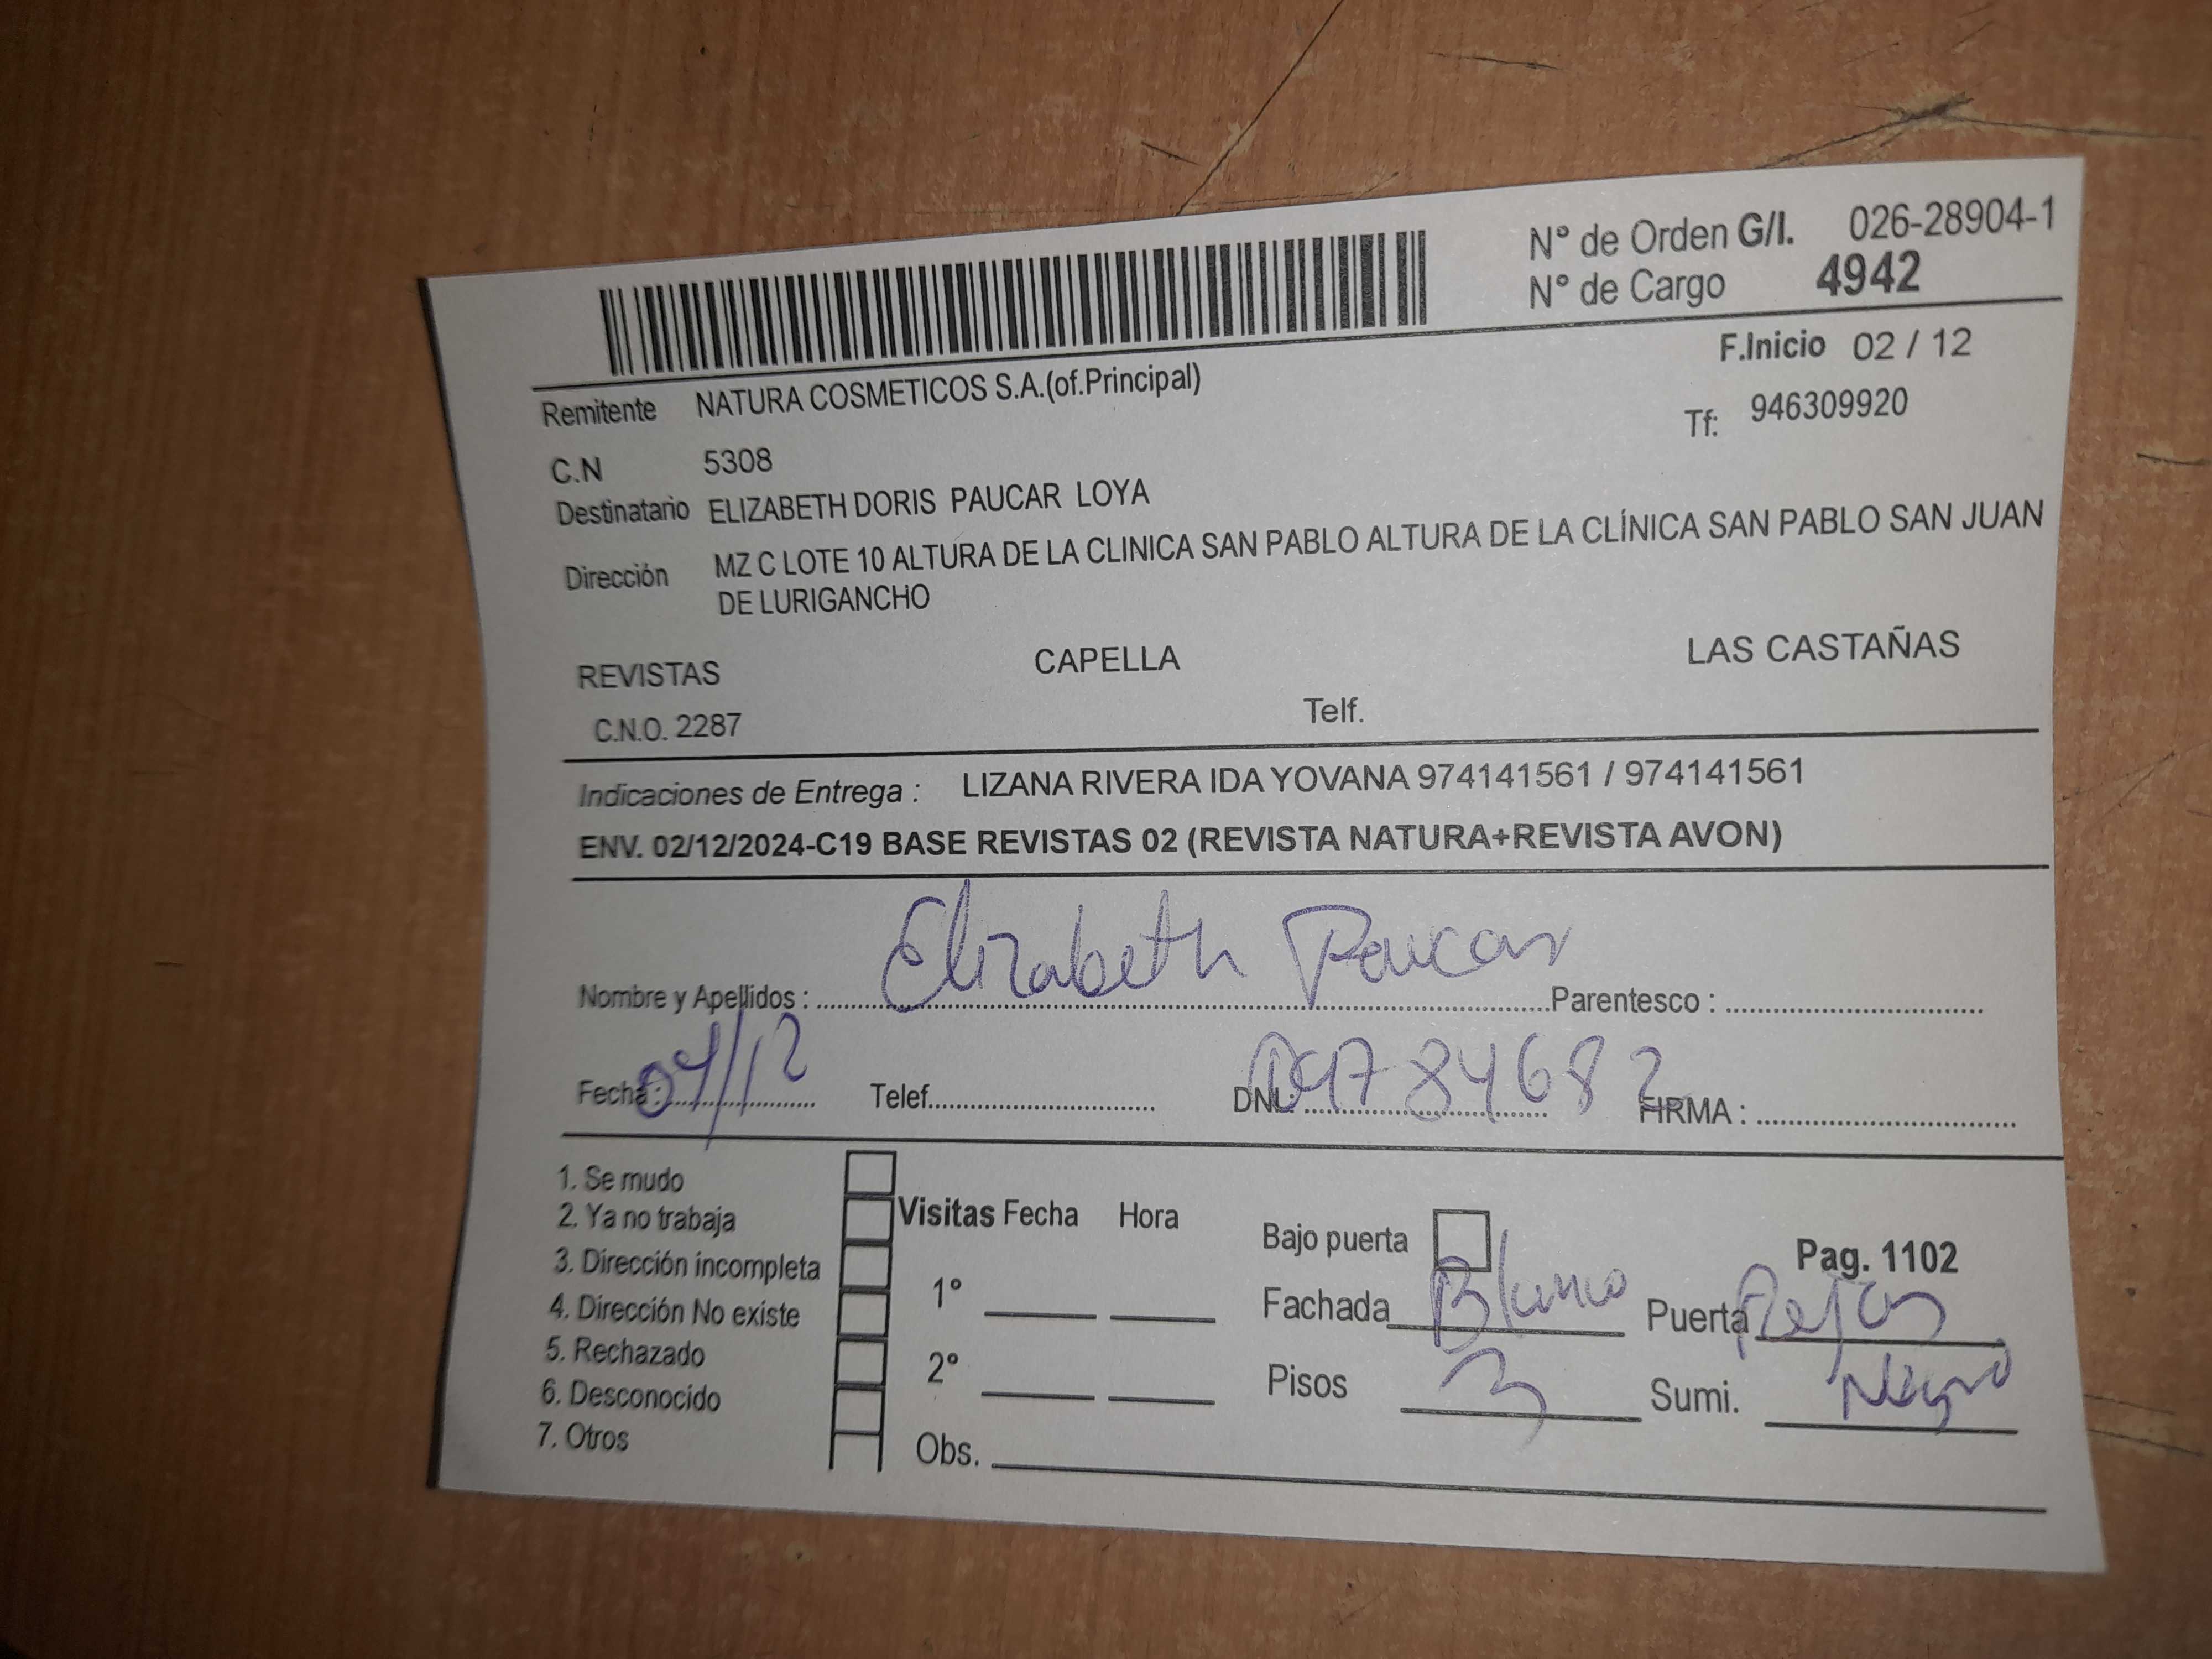 N° de Orden G/I. 026-28904-1
N° de Cargo 4942
F.Inicio 02 / 12
Remitente NATURA COSMETICOS S.A.(of.Principal)
Tf: 946309920
C.N 5308
Destinatario ELIZABETH DORIS PAUCAR LOYA
Dirección MZ C LOTE 10 ALTURA DE LA CLINICA SAN PABLO ALTURA DE LA CLÍNICA SAN PABLO SAN JUAN
DE LURIGANCHO
REVISTAS CAPELLA LAS CASTAÑAS
C.N.O. 2287 Telf.
Indicaciones de Entrega : LIZANA RIVERA IDA YOVANA 974141561 / 974141561
ENV. 02/12/2024-C19 BASE REVISTAS 02 (REVISTA NATURA+REVISTA AVON)
Nombre y Apellidos : Elizabeth Paucar Parentesco :
Fecha : 04/12 Telef. DNI.: 09784682 FIRMA :
1. Se mudo
2. Ya no trabaja
3. Dirección incompleta
4. Dirección No existe
5. Rechazado
6. Desconocido
7. Otros
Visitas Fecha Hora
1°
2°
Obs.
Bajo puerta Pag. 1102
Fachada Blanco Puerta Rejas
Pisos 3 Sumi. Negro